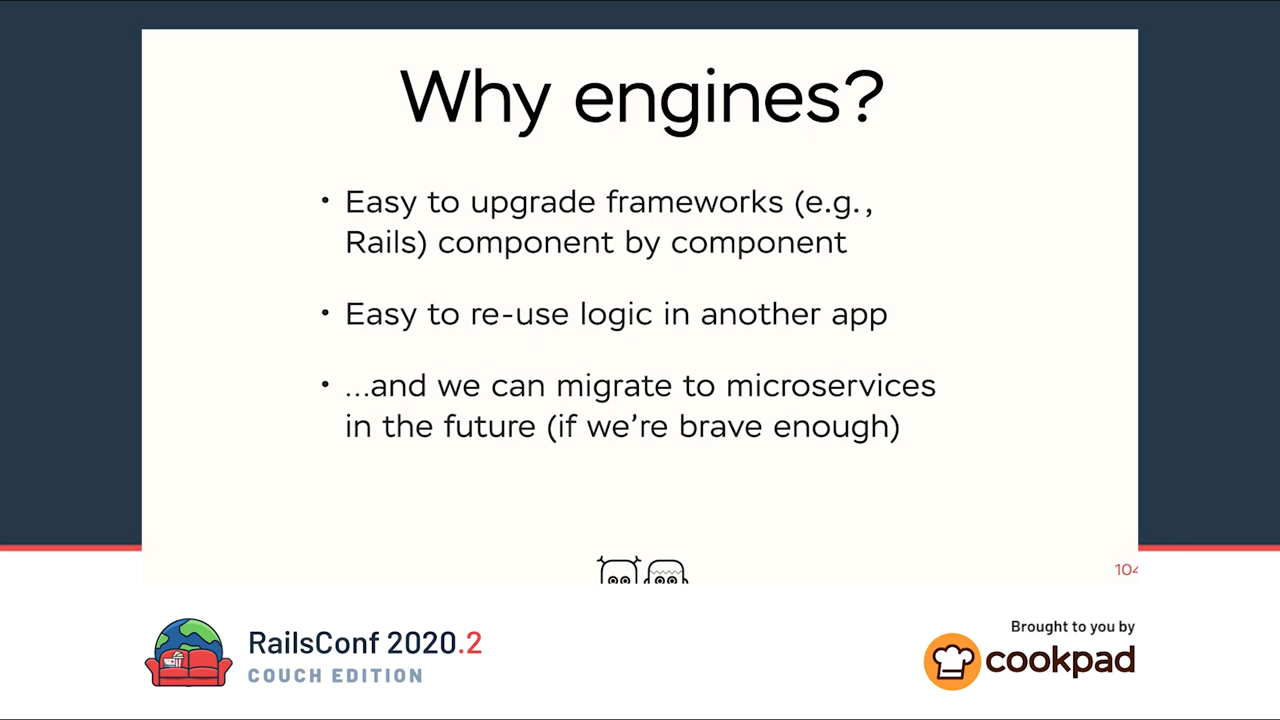 Why engines?
• Easy to upgrade frameworks (e.g.,
Rails) component by component
• Easy to re-use logic in another app
• ...and we can migrate to microservices
in the future (if we’re brave enough)
104
RailsConf 2020.2
COUCH EDITION
Brought to you by
cookpad